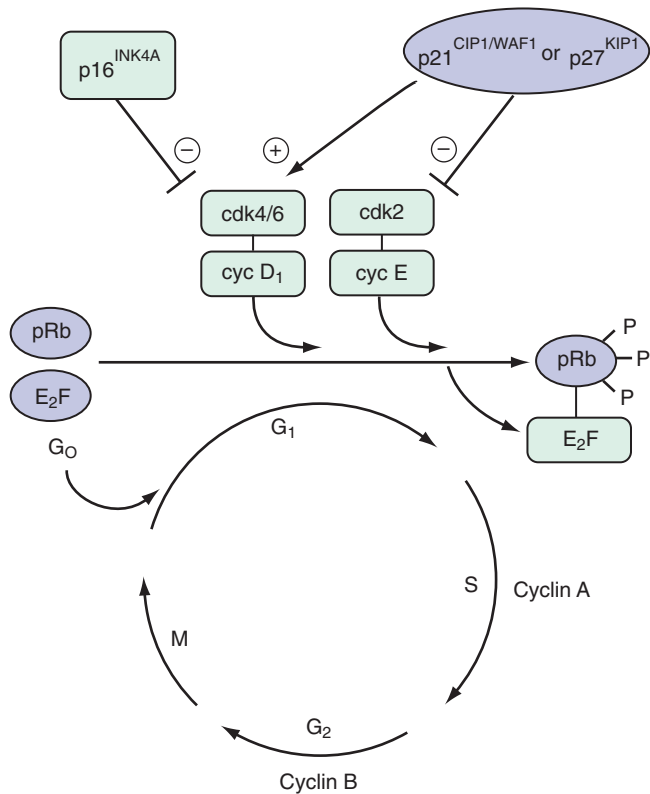 p16INK4A
p21CIP1/WAF1 or p27KIP1
−
+
−
cdk4/6
cdk2
cyc D1
cyc E
pRb
E2F
pRb
P
P
P
E2F
GO
G1
S
Cyclin A
M
G2
Cyclin B